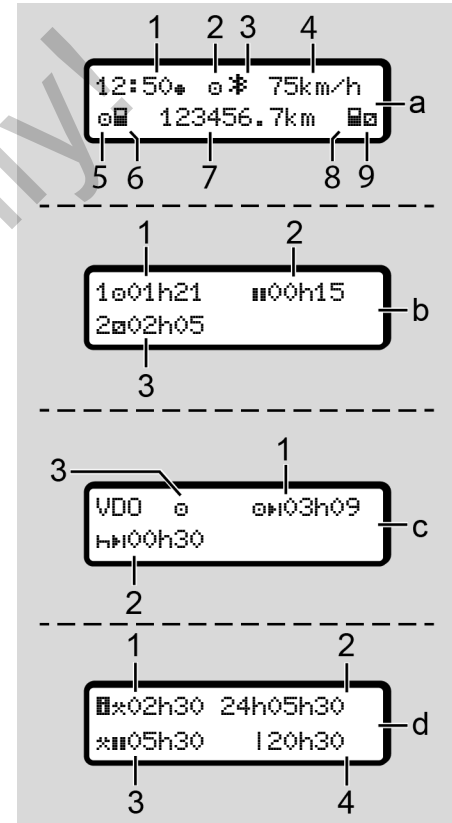 1 2 3 4
12:50 75km/h
a
123456.7km
5 6 7 8 9
1 2
1 01h21 00h15
b
2 02h05
3
3 1
VDO 03h09
c
00h30
2
1 2
02h30 24h05h30
d
05h30 |20h30
3 4